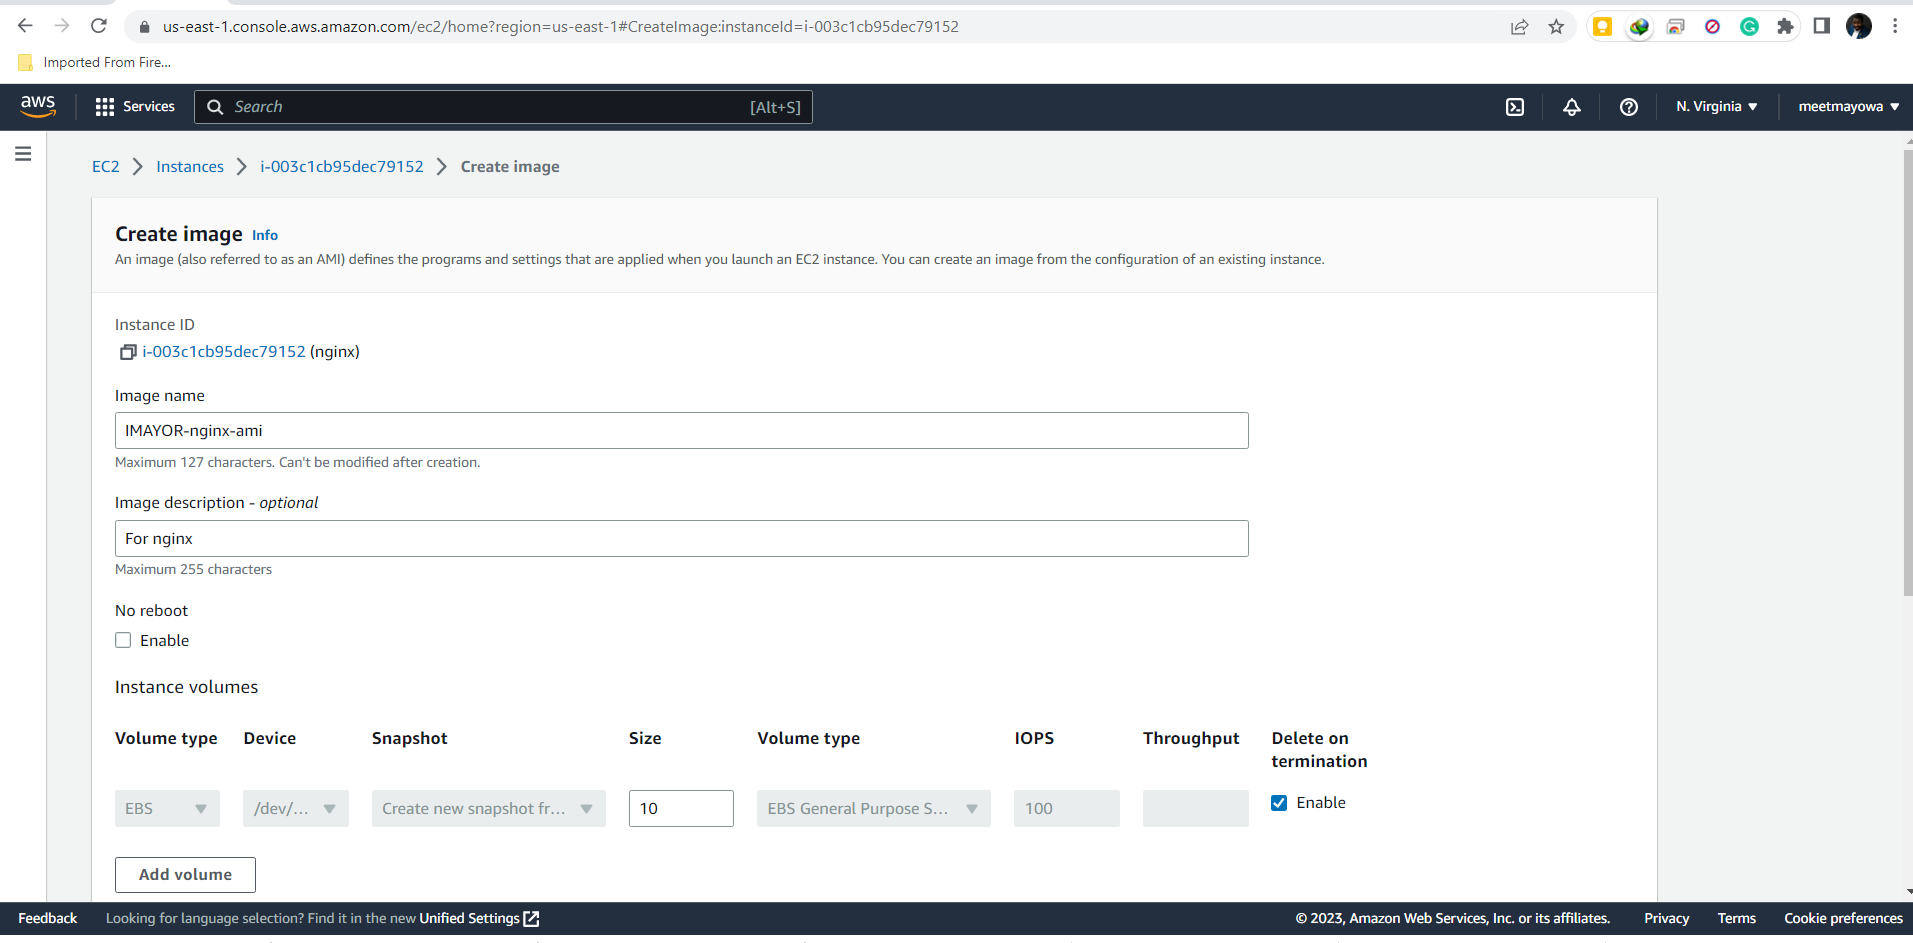 us-east-1.console.aws.amazon.com/ec2/home?region=us-east-1#CreateImage:instanceId=i-003c1cb95dec79152
Imported From Fire...
aws Services Search [Alt+S] N. Virginia meetmayowa
EC2 Instances i-003c1cb95dec79152 Create image
Create image Info
An image (also referred to as an AMI) defines the programs and settings that are applied when you launch an EC2 instance. You can create an image from the configuration of an existing instance.
Instance ID
i-003c1cb95dec79152 (nginx)
Image name
IMAYOR-nginx-ami
Maximum 127 characters. Can't be modified after creation.
Image description - optional
For nginx
Maximum 255 characters
No reboot
Enable
Instance volumes
Volume type Device Snapshot Size Volume type IOPS Throughput Delete on
termination
EBS /dev/... Create new snapshot fr... 10 EBS General Purpose S... 100 Enable
Add volume
Feedback Looking for language selection? Find it in the new Unified Settings © 2023, Amazon Web Services, Inc. or its affiliates. Privacy Terms Cookie preferences